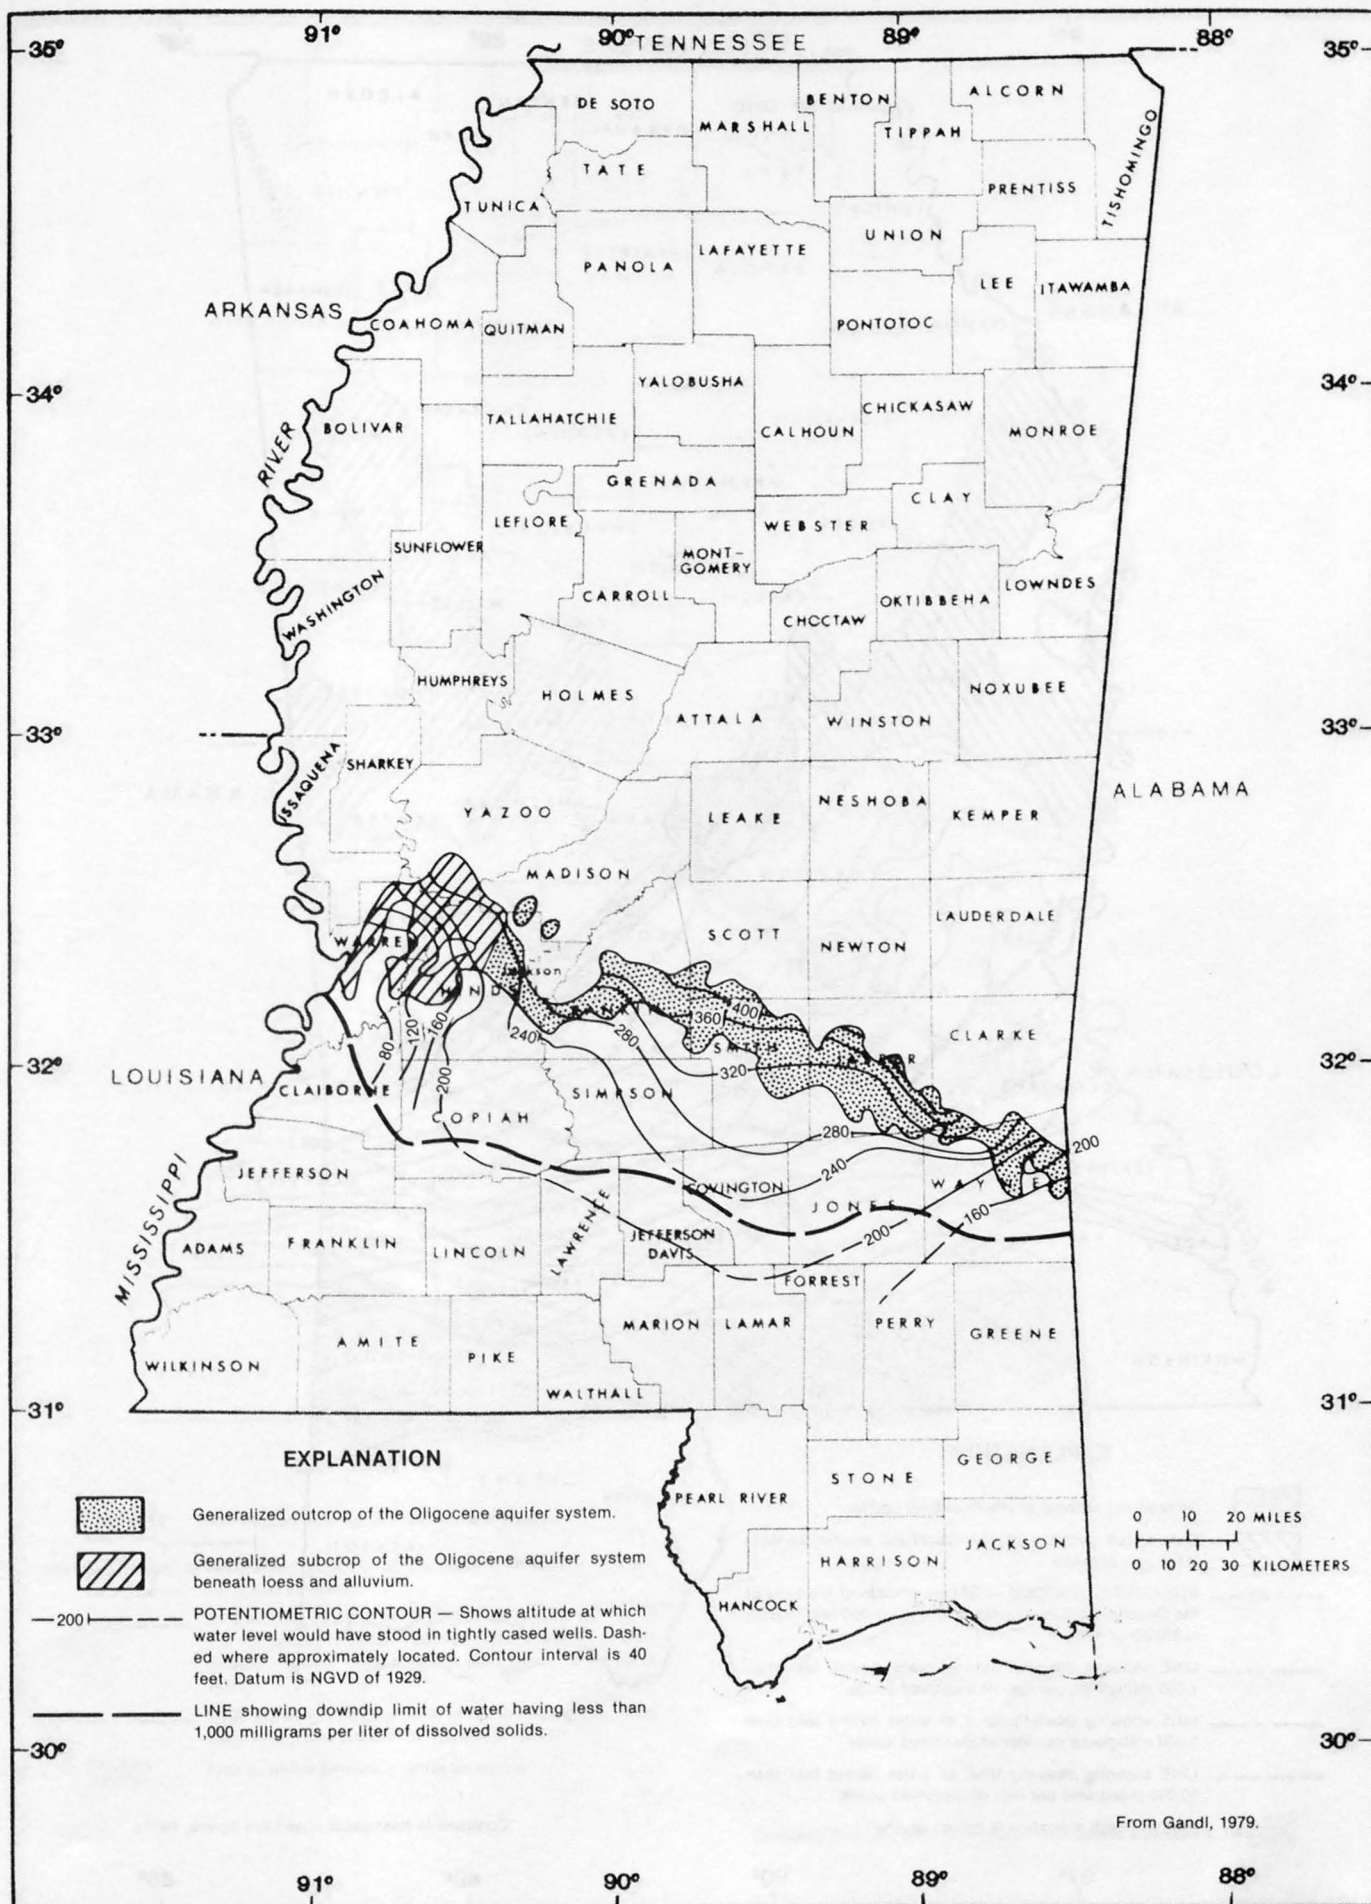 91° 90° 89° 88°
35° TENNESSEE 35°
DE SOTO BENTON ALCORN
MARSHALL TIPPAH
TISHOMINGO
TATE
PRENTISS
TUNICA
UNION
LAFAYETTE
PANOLA
LEE ITAWAMBA
ARKANSAS
COAHOMA QUITMAN PONTOTOC
34° 34°
YALOBUSHA
CHICKASAW
TALLAHATCHIE
BOLIVAR CALHOUN MONROE
RIVER
GRENADA
CLAY
LEFLORE WEBSTER
SUNFLOWER
MONT-
GOMERY
WASHINGTON
CARROLL OKTIBBEHA LOWNDES
CHOCTAW
HUMPHREYS
HOLMES NOXUBEE
ATTALA WINSTON
33° 33°
ISSAQUENA
SHARKEY
ALABAMA
YAZOO LEAKE NESHOBA KEMPER
MADISON
LAUDERDALE
SCOTT NEWTON
WARREN
Jackson
HINDS
RANKIN
400
360
CLARKE
80 120 160 240 280
SMITH JASPER
32° 32°
320
LOUISIANA
200
CLAIBORNE SIMPSON
COPIAH
280
200
240
JEFFERSON
WAYNE
COVINGTON
JONES
160
LAWRENCE
200
JEFFERSON
DAVIS
MISSISSIPPI
ADAMS FRANKLIN LINCOLN
FORREST
MARION LAMAR PERRY GREENE
AMITE
PIKE
WILKINSON
WALTHALL
31° 31°
EXPLANATION
GEORGE
STONE
PEARL RIVER
Generalized outcrop of the Oligocene aquifer system.
0 10 20 MILES
0 10 20 30 KILOMETERS
JACKSON
HARRISON
HANCOCK
Generalized subcrop of the Oligocene aquifer system
beneath loess and alluvium.
200 POTENTIOMETRIC CONTOUR — Shows altitude at which
water level would have stood in tightly cased wells. Dash-
ed where approximately located. Contour interval is 40
feet. Datum is NGVD of 1929.
LINE showing downdip limit of water having less than
1,000 milligrams per liter of dissolved solids.
30° 30°
From Gandl, 1979.
91° 90° 89° 88°